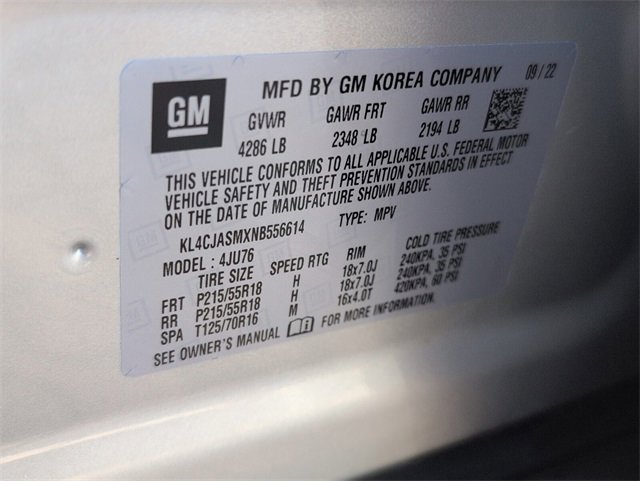 GM
MFD BY GM KOREA COMPANY 09/22
GVWR GAWR FRT GAWR RR
4286 LB 2348 LB 2194 LB
THIS VEHICLE CONFORMS TO ALL APPLICABLE U.S. FEDERAL MOTOR
VEHICLE SAFETY AND THEFT PREVENTION STANDARDS IN EFFECT
ON THE DATE OF MANUFACTURE SHOWN ABOVE.
KL4CJASMXNB556614 TYPE: MPV
MODEL: 4JU76
TIRE SIZE SPEED RTG RIM COLD TIRE PRESSURE
FRT P215/55R18 H 18x7.0J 240KPA, 35 PSI
RR P215/55R18 H 18x7.0J 240KPA, 35 PSI
SPA T125/70R16 M 16x4.0T 420KPA, 60 PSI
SEE OWNER'S MANUAL FOR MORE INFORMATION.